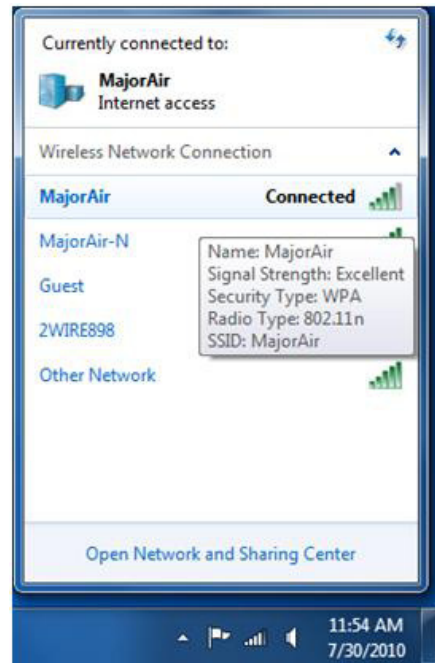 Currently connected to:
MajorAir
Internet access
Wireless Network Connection
MajorAir Connected
MajorAir-N
Name: MajorAir
Signal Strength: Excellent
Security Type: WPA
Radio Type: 802.11n
SSID: MajorAir
Guest
2WIRE898
Other Network
Open Network and Sharing Center
11:54 AM
7/30/2010